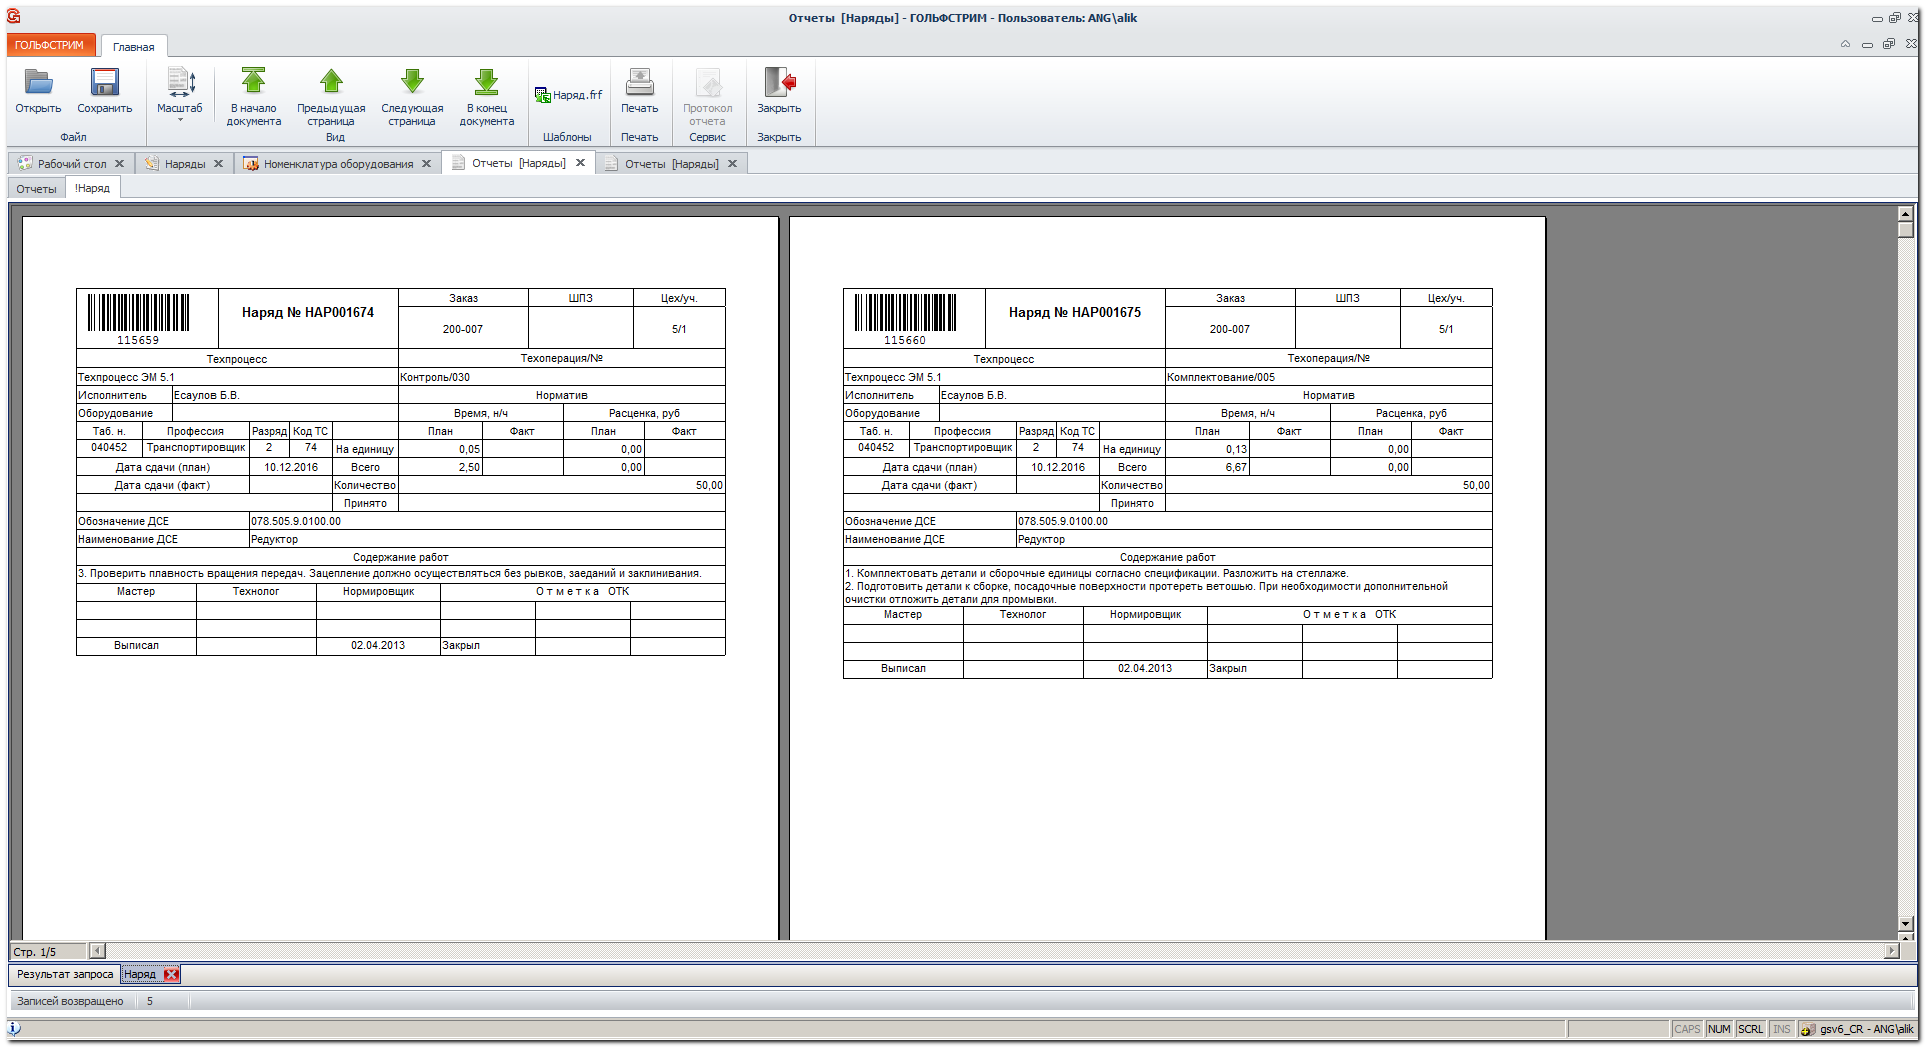 Отчеты [Наряды] - ГОЛЬФСТРИМ - Пользователь: ANG\alik
ГОЛЬФСТРИМ Главная
Открыть Сохранить Масштаб В начало документа Предыдущая страница Следующая страница В конец документа Наряд.frf Печать Протокол отчета Закрыть
Файл Вид Шаблоны Печать Сервис Закрыть
Рабочий стол Наряды Номенклатура оборудования Отчеты [Наряды] Отчеты [Наряды]
Отчеты !Наряд
115659
Наряд № НАР001674
Заказ ШПЗ Цех/уч.
200-007 5/1
Техпроцесс Техоперация/№
Техпроцесс ЭМ 5.1 Контроль/030
Исполнитель Есаулов Б.В. Норматив
Оборудование Время, н/ч Расценка, руб
Таб. н. Профессия Разряд Код ТС План Факт План Факт
040452 Транспортировщик 2 74 На единицу 0,05 0,00
Дата сдачи (план) 10.12.2016 Всего 2,50 0,00
Дата сдачи (факт) Количество 50,00
Принято
Обозначение ДСЕ 078.505.9.0100.00
Наименование ДСЕ Редуктор
Содержание работ
3. Проверить плавность вращения передач. Зацепление должно осуществляться без рывков, заеданий и заклинивания.
Мастер Технолог Нормировщик Отметка ОТК
Выписал 02.04.2013 Закрыл
115660
Наряд № НАР001675
Заказ ШПЗ Цех/уч.
200-007 5/1
Техпроцесс Техоперация/№
Техпроцесс ЭМ 5.1 Комплектование/005
Исполнитель Есаулов Б.В. Норматив
Оборудование Время, н/ч Расценка, руб
Таб. н. Профессия Разряд Код ТС План Факт План Факт
040452 Транспортировщик 2 74 На единицу 0,13 0,00
Дата сдачи (план) 10.12.2016 Всего 6,67 0,00
Дата сдачи (факт) Количество 50,00
Принято
Обозначение ДСЕ 078.505.9.0100.00
Наименование ДСЕ Редуктор
Содержание работ
1. Комплектовать детали и сборочные единицы согласно спецификации. Разложить на стеллаже.
2. Подготовить детали к сборке, посадочные поверхности протереть ветошью. При необходимости дополнительной
очистки отложить детали для промывки.
Мастер Технолог Нормировщик Отметка ОТК
Выписал 02.04.2013 Закрыл
Стр. 1/5
Результат запроса Наряд
Записей возвращено 5
CAPS NUM SCRL INS gsv6_CR - ANG\alik